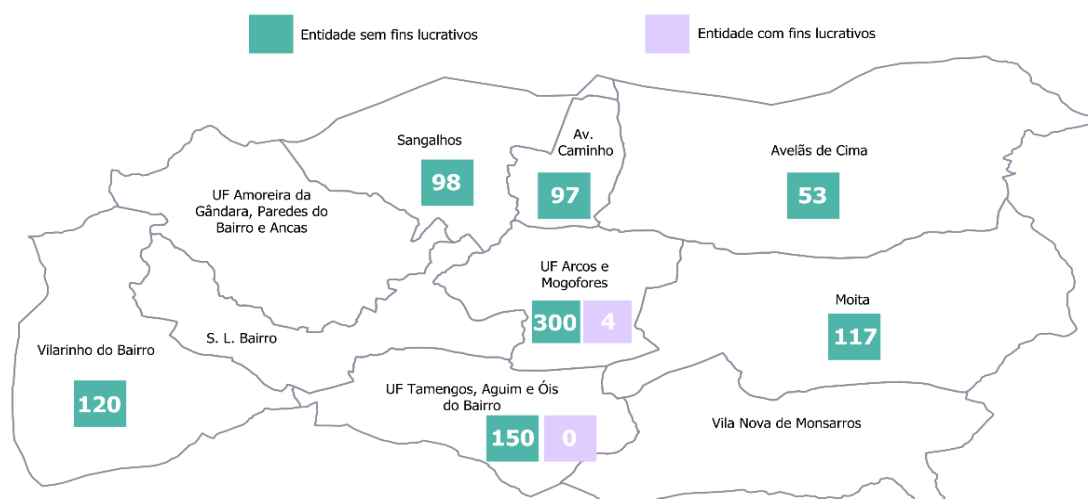 Entidade sem fins lucrativos
Entidade com fins lucrativos
Sangalhos
98
Av.
Caminho
97
Avelãs de Cima
53
UF Amoreira da
Gândara, Paredes do
Bairro e Ancas
UF Arcos e
Mogofores
300
4
Moita
117
S. L. Bairro
Vilarinho do Bairro
120
UF Tamengos, Aguim e Óis
do Bairro
150
0
Vila Nova de Monsarros